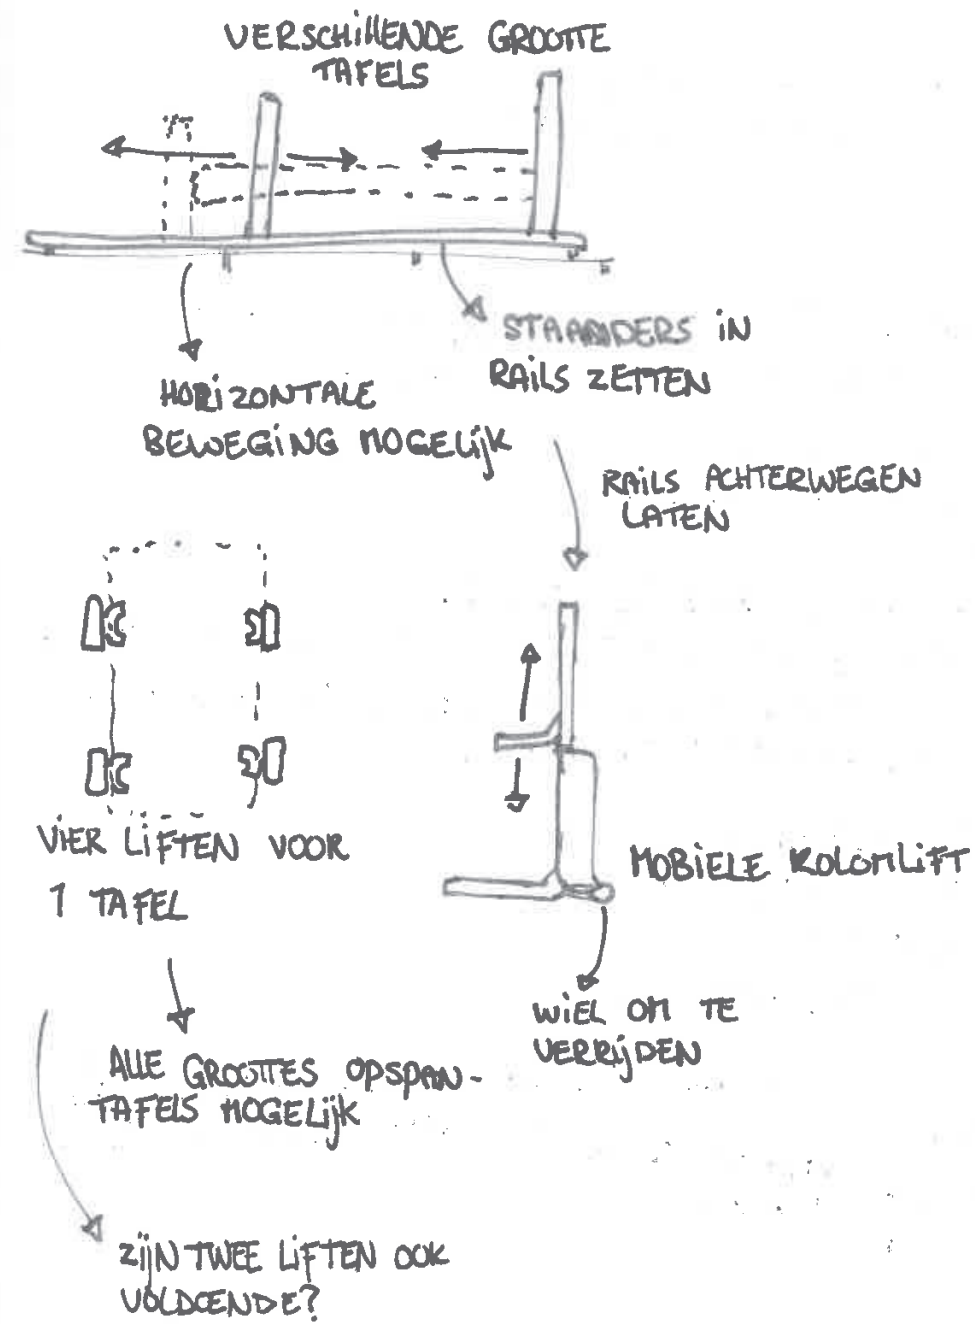 VERSCHILLENDE GROOTTE
TAFELS
STAANDERS IN
RAILS ZETTEN
HORIZONTALE
BEWEGING MOGELIJK
RAILS ACHTERWEGEN
LATEN
VIER LIFTEN VOOR
1 TAFEL
MOBIELE KOLOMLIFT
WIEL OM TE
VERRIJDEN
ALLE GROOTTES OPSPAN-
TAFELS MOGELIJK
ZIJN TWEE LIFTEN OOK
VOLDOENDE?